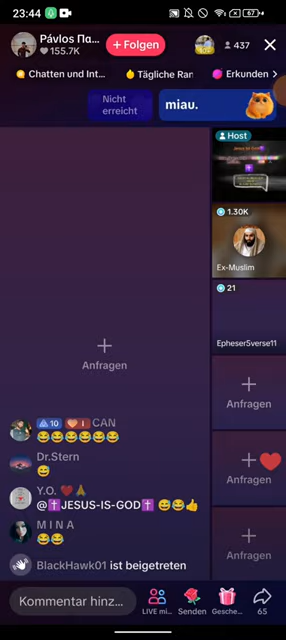 23:44
67
Pávlos Πα...
155.7K
+ Folgen
437
Chatten und Int...
Tägliche Ran
Erkunden
Nicht
erreicht
miau.
Host
1.30K
Ex-Muslim
21
Epheser5verse11
Anfragen
Anfragen
Anfragen
Anfragen
10 CAN
😂😂😂😂😂😂
Dr.Stern
😅
Y.O. ❤️🙏
@✝️JESUS-IS-GOD✝️ 😅😂👍
M I N A
😂😂
BlackHawk01 ist beigetreten
Kommentar hinz...
LIVE mi...
Senden
Gesche...
65